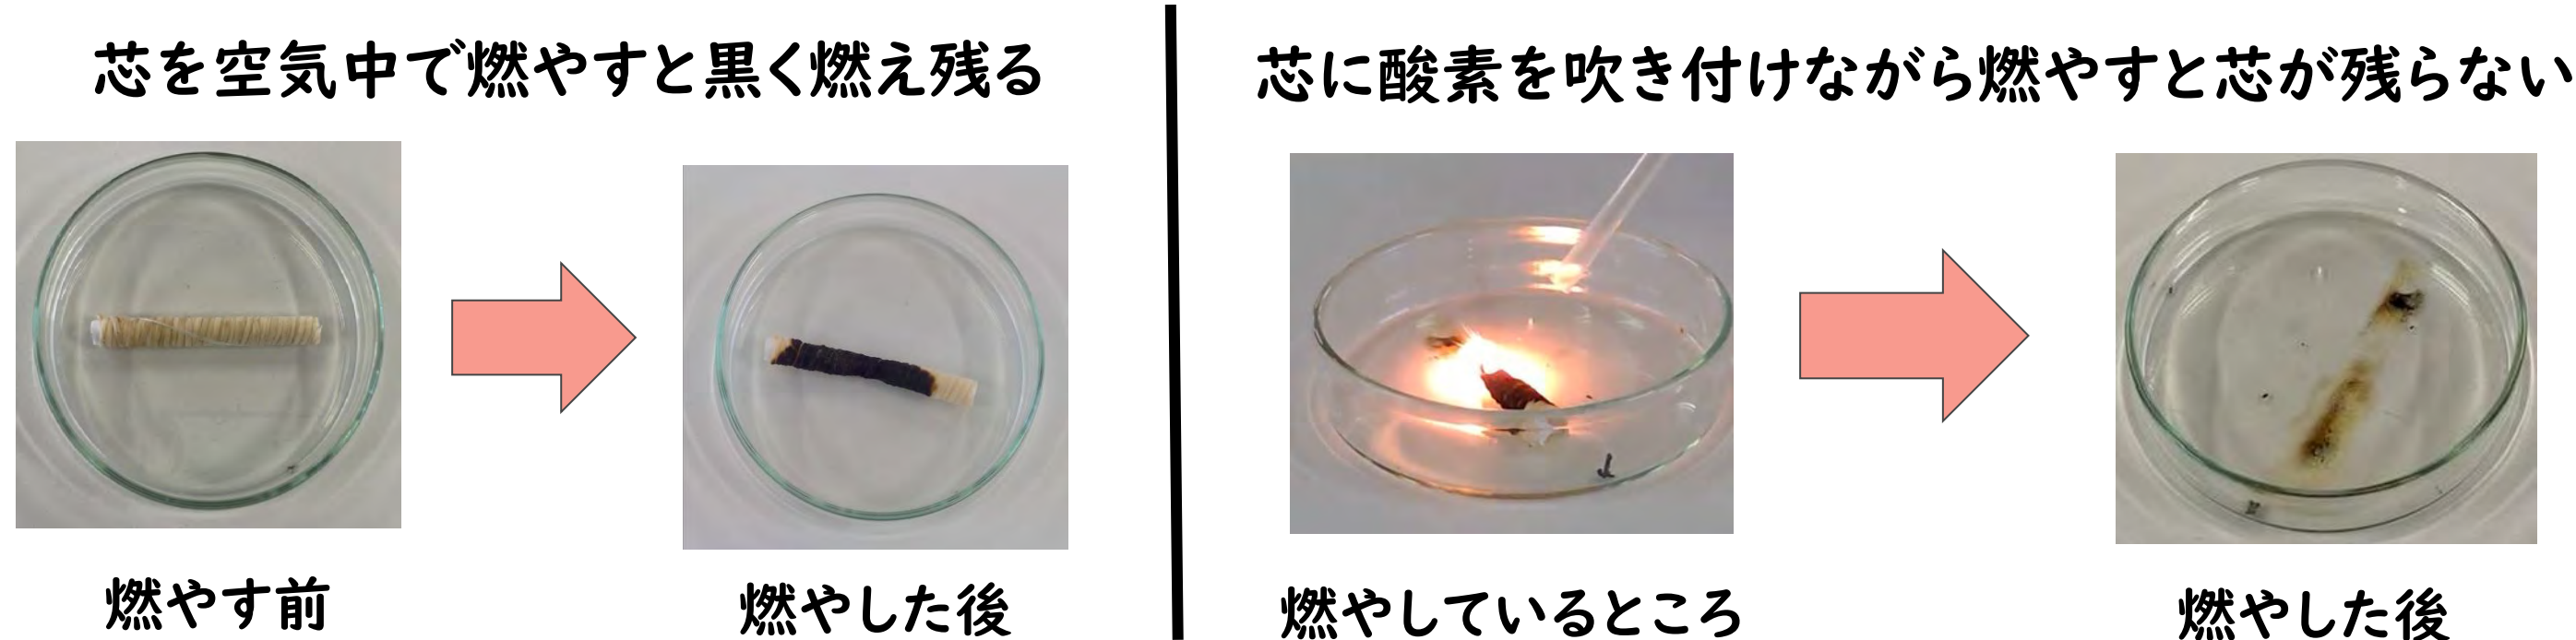 芯を空気中で燃やすと黒く燃え残る
燃やす前
燃やした後
芯に酸素を吹き付けながら燃やすと芯が残らない
燃やしているところ
燃やした後